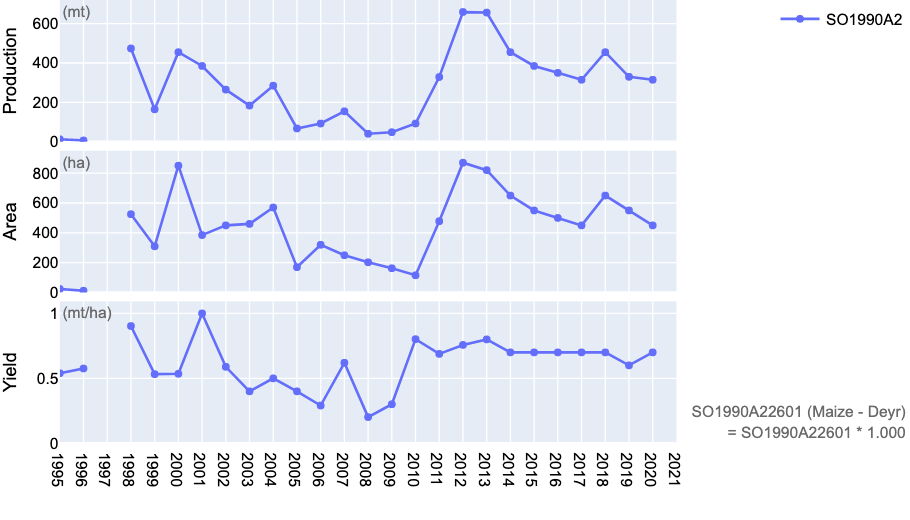 (mt)
600
400
200
0
Production
SO1990A2
(ha)
800
600
400
200
0
Area
(mt/ha)
1
0.5
0
Yield
SO1990A22601 (Maize - Deyr)
= SO1990A22601 * 1.000
1995 1996 1997 1998 1999 2000 2001 2002 2003 2004 2005 2006 2007 2008 2009 2010 2011 2012 2013 2014 2015 2016 2017 2018 2019 2020 2021